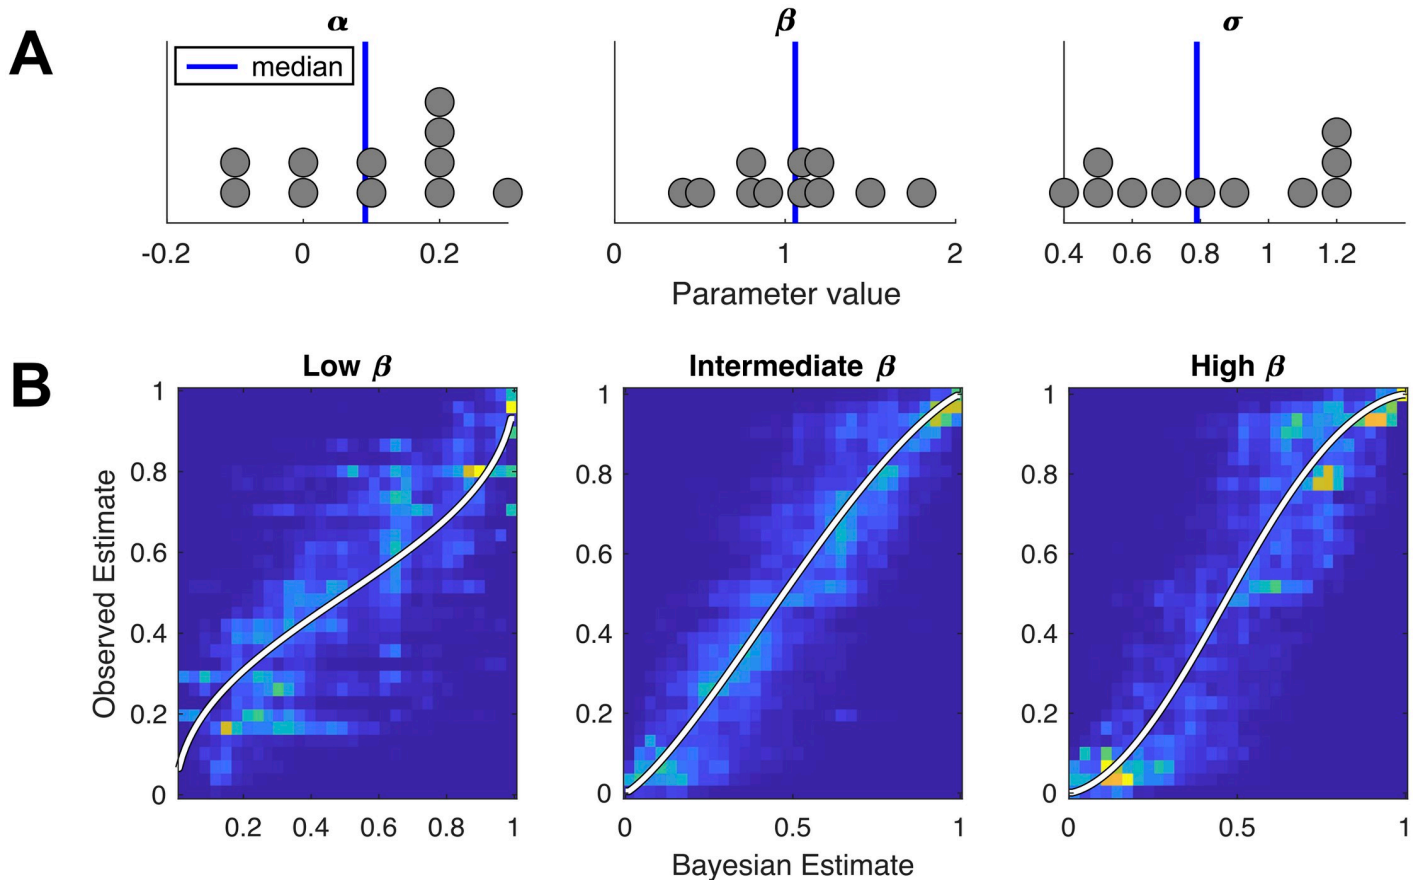 A
α
β
σ
median
-0.2 0 0.2
0 1 2
0.4 0.6 0.8 1 1.2
Parameter value
B
Low β
Intermediate β
High β
Observed Estimate
1
0.8
0.6
0.4
0.2
0
0.2 0.4 0.6 0.8 1
1
0.8
0.6
0.4
0.2
0
0 0.5 1
1
0.8
0.6
0.4
0.2
0
0 0.5 1
Bayesian Estimate